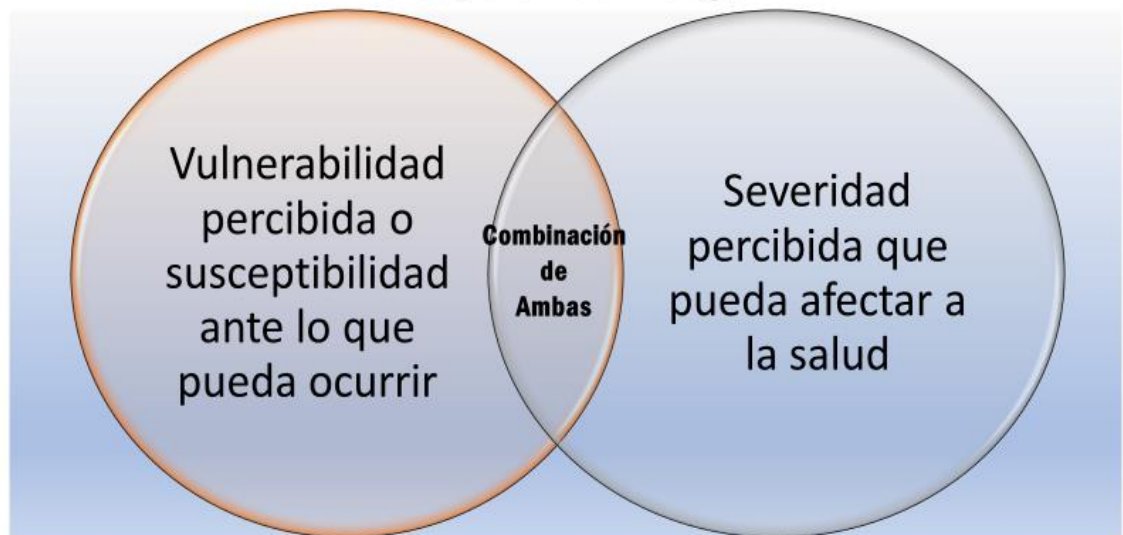 Vulnerabilidad
percibida o
susceptibilidad
ante lo que
pueda ocurrir
Combinación
de
Ambas
Severidad
percibida que
pueda afectar a
la salud